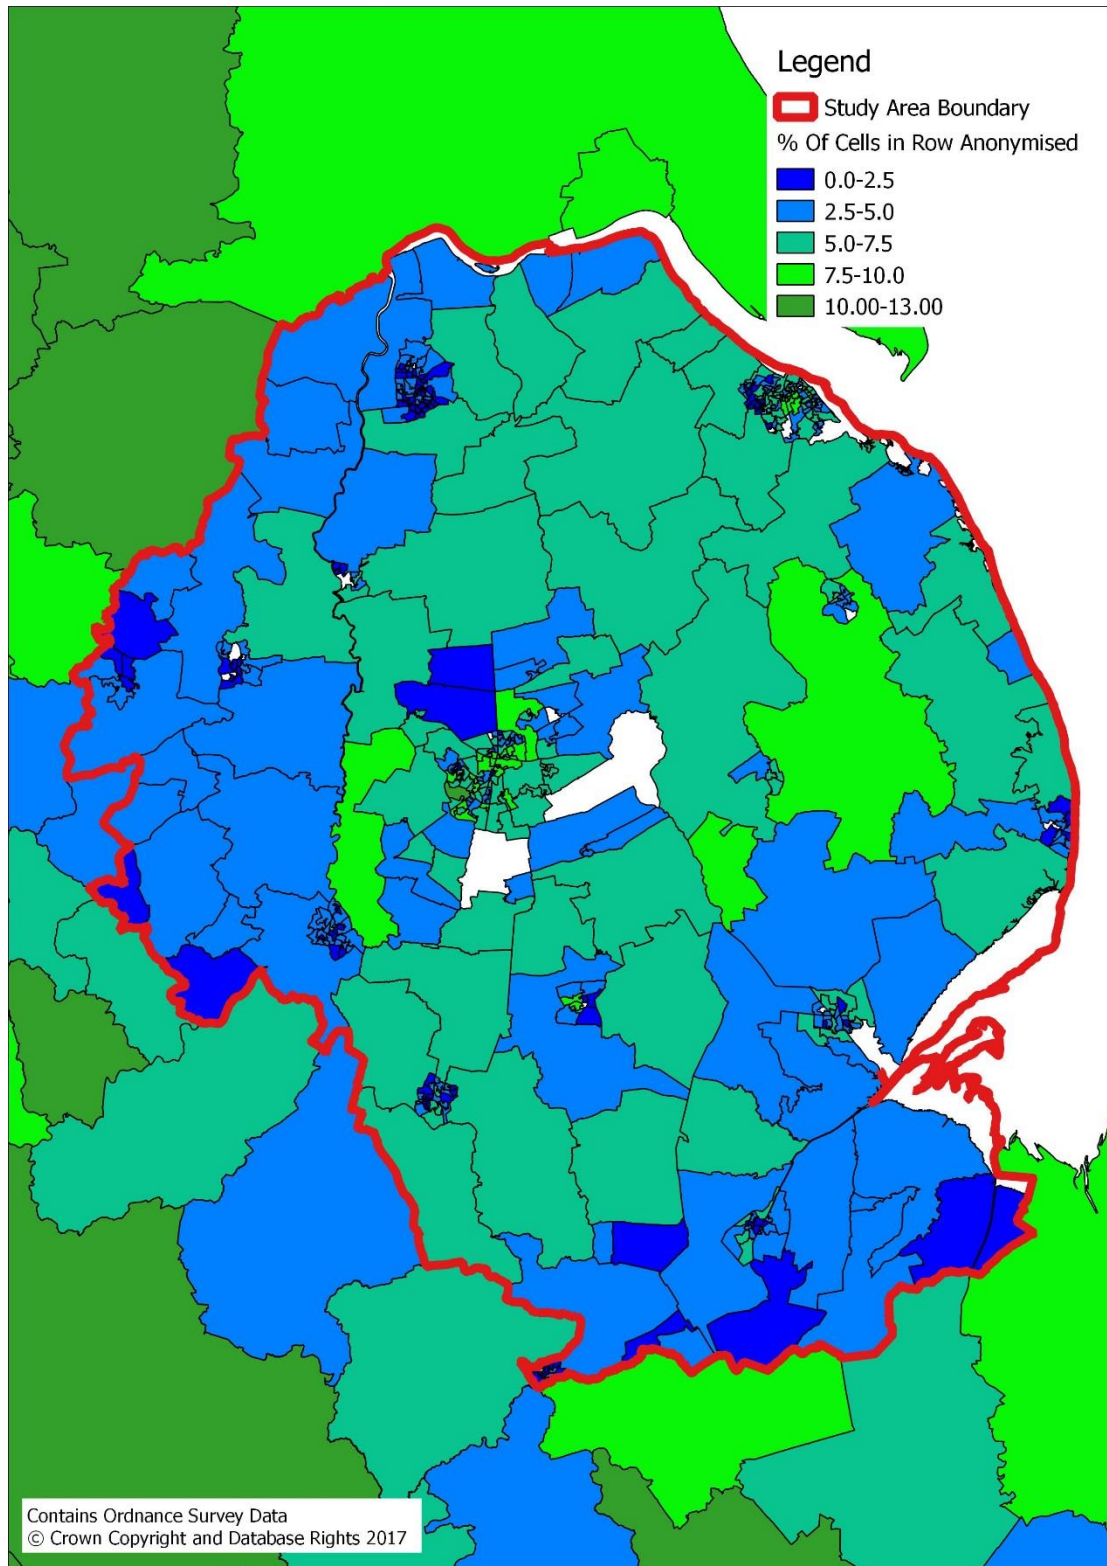 Legend
Study Area Boundary
% Of Cells in Row Anonymised
0.0-2.5
2.5-5.0
5.0-7.5
7.5-10.0
10.00-13.00
Contains Ordnance Survey Data
© Crown Copyright and Database Rights 2017